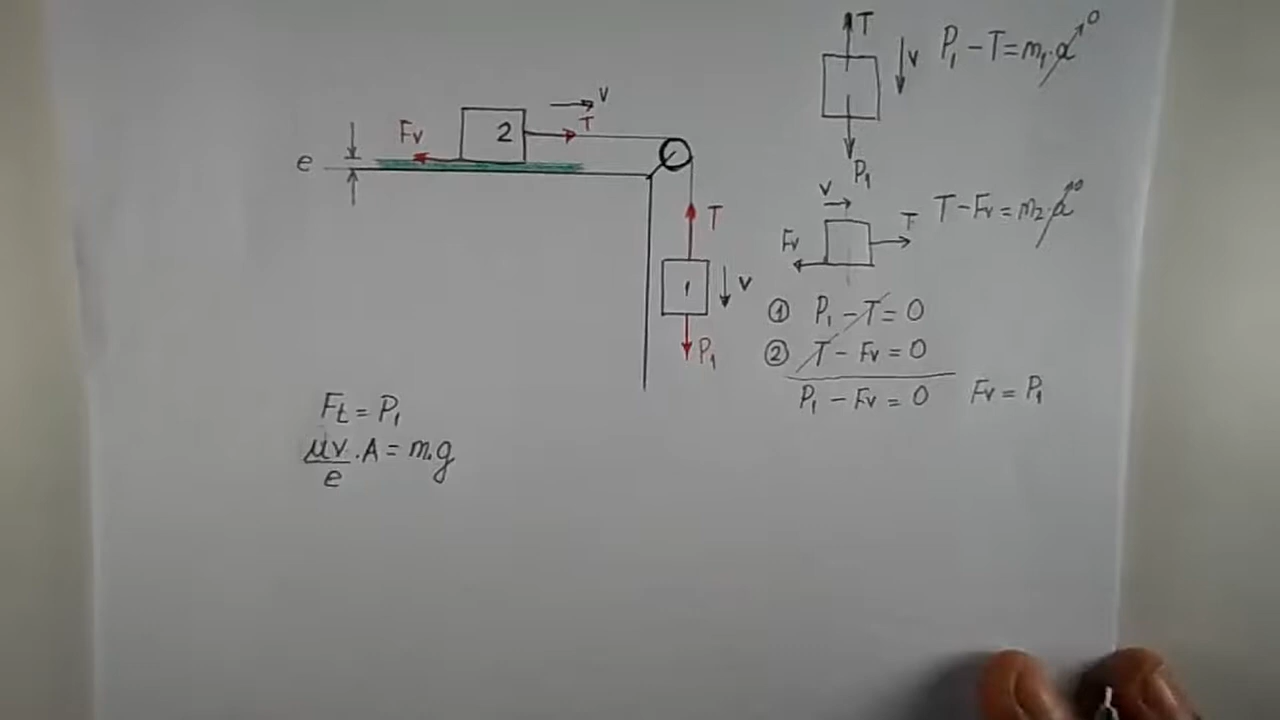 T
v
P₁ - T = m₁.a 0
P₁
v
T
Fv
2
e
T
v
1
P₁
v
T
Fv
T - Fv = m₂.a 0
① P₁ - T = 0
② T - Fv = 0
P₁ - Fv = 0 Fv = P₁
Ft = P₁
μv/e .A = m.g